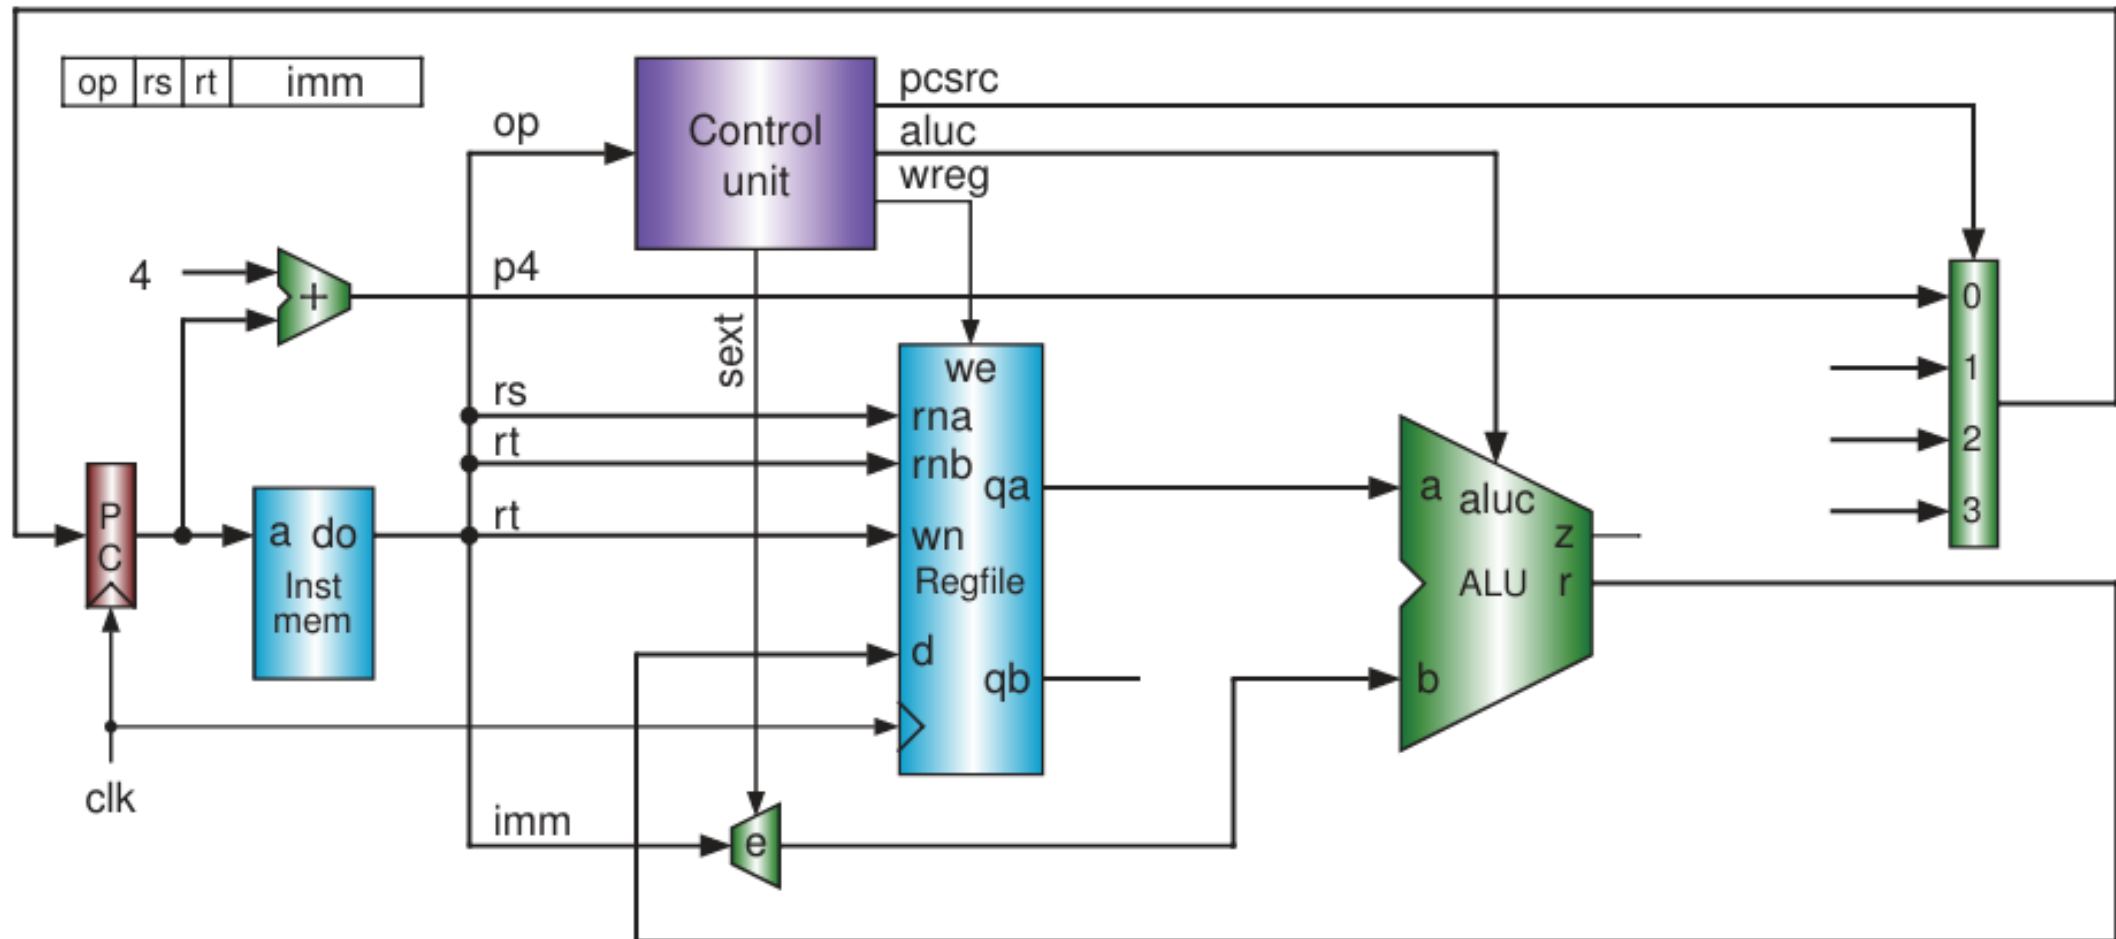 op rs rt imm
Control
unit
op
pcsrc
aluc
wreg
4
+
p4
sext
0
1
2
3
rs
rt
rt
we
rna
rnb
qa
wn
Regfile
d
qb
a aluc
z
ALU r
b
P
C
a do
Inst
mem
clk
imm
e